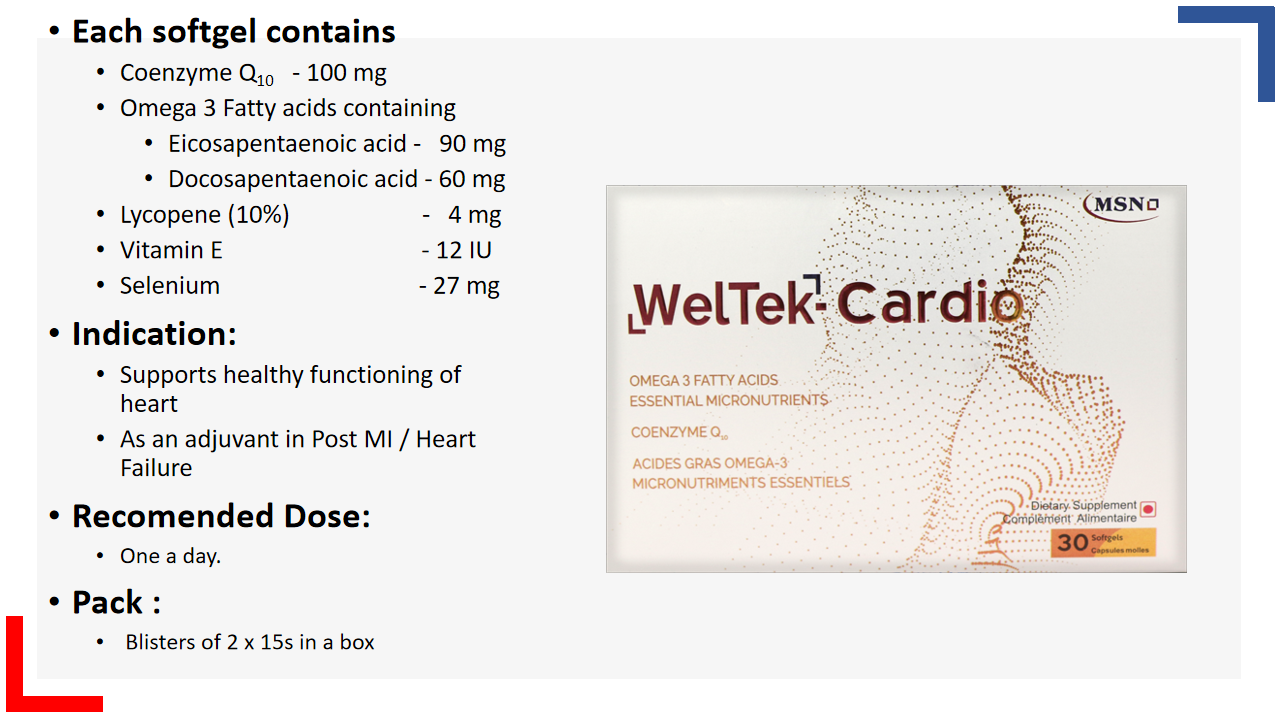 • Each softgel contains
• Coenzyme Q10 - 100 mg
• Omega 3 Fatty acids containing
• Eicosapentaenoic acid - 90 mg
• Docosapentaenoic acid - 60 mg
• Lycopene (10%) - 4 mg
• Vitamin E - 12 IU
• Selenium - 27 mg
• Indication:
• Supports healthy functioning of
heart
• As an adjuvant in Post MI / Heart
Failure
• Recomended Dose:
• One a day.
• Pack :
• Blisters of 2 x 15s in a box
MSN
WelTek-Cardio
OMEGA 3 FATTY ACIDS
ESSENTIAL MICRONUTRIENTS
COENZYME Q10
ACIDES GRAS OMEGA-3
MICRONUTRIMENTS ESSENTIELS
Dietary Supplement
Complément Alimentaire
30 Softgels
Capsules molles